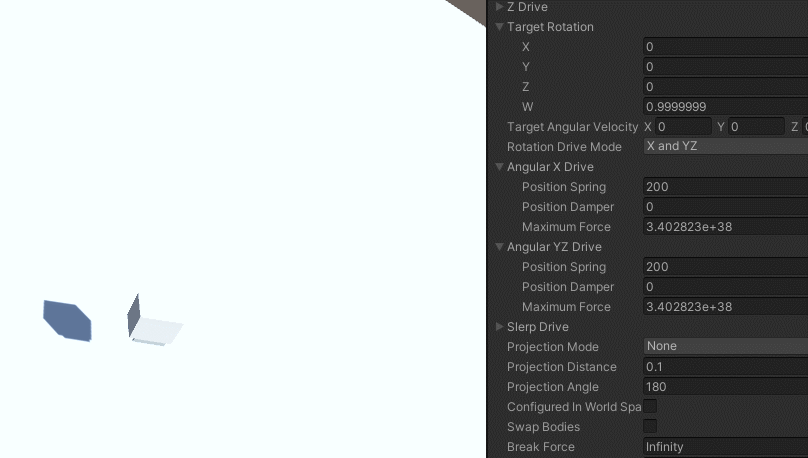 Z Drive
Target Rotation
X 0
Y 0
Z 0
W 0.9999999
Target Angular Velocity X 0 Y 0 Z
Rotation Drive Mode X and YZ
Angular X Drive
Position Spring 200
Position Damper 0
Maximum Force 3.402823e+38
Angular YZ Drive
Position Spring 200
Position Damper 0
Maximum Force 3.402823e+38
Slerp Drive
Projection Mode None
Projection Distance 0.1
Projection Angle 180
Configured In World Spa
Swap Bodies
Break Force Infinity